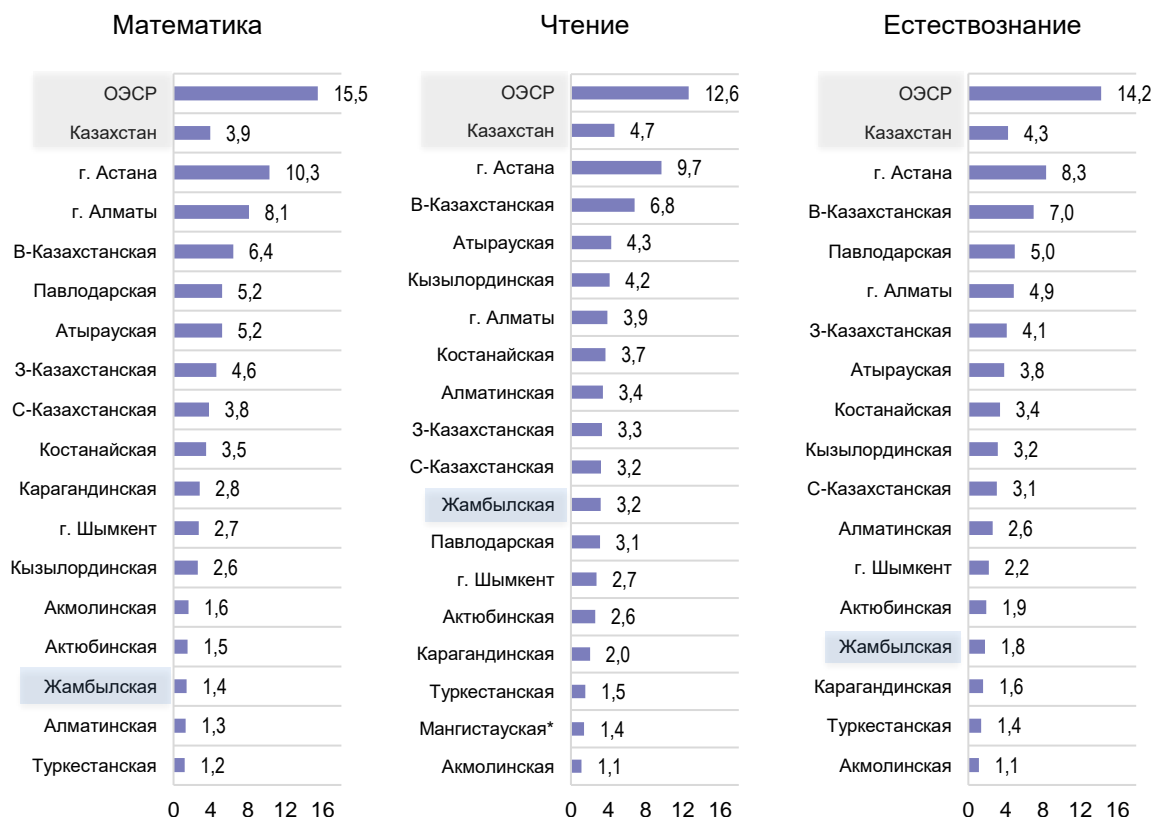 Математика
ОЭСР 15,5
Казахстан 3,9
г. Астана 10,3
г. Алматы 8,1
В-Казахстанская 6,4
Павлодарская 5,2
Атырауская 5,2
З-Казахстанская 4,6
С-Казахстанская 3,8
Костанайская 3,5
Карагандинская 2,8
г. Шымкент 2,7
Кызылординская 2,6
Акмолинская 1,6
Актюбинская 1,5
Жамбылская 1,4
Алматинская 1,3
Туркестанская 1,2
0 4 8 12 16
Чтение
ОЭСР 12,6
Казахстан 4,7
г. Астана 9,7
В-Казахстанская 6,8
Атырауская 4,3
Кызылординская 4,2
г. Алматы 3,9
Костанайская 3,7
Алматинская 3,4
З-Казахстанская 3,3
С-Казахстанская 3,2
Жамбылская 3,2
Павлодарская 3,1
г. Шымкент 2,7
Актюбинская 2,6
Карагандинская 2,0
Туркестанская 1,5
Мангистауская* 1,4
Акмолинская 1,1
0 4 8 12 16
Естествознание
ОЭСР 14,2
Казахстан 4,3
г. Астана 8,3
В-Казахстанская 7,0
Павлодарская 5,0
г. Алматы 4,9
З-Казахстанская 4,1
Атырауская 3,8
Костанайская 3,4
Кызылординская 3,2
С-Казахстанская 3,1
Алматинская 2,6
г. Шымкент 2,2
Актюбинская 1,9
Жамбылская 1,8
Карагандинская 1,6
Туркестанская 1,4
Акмолинская 1,1
0 4 8 12 16